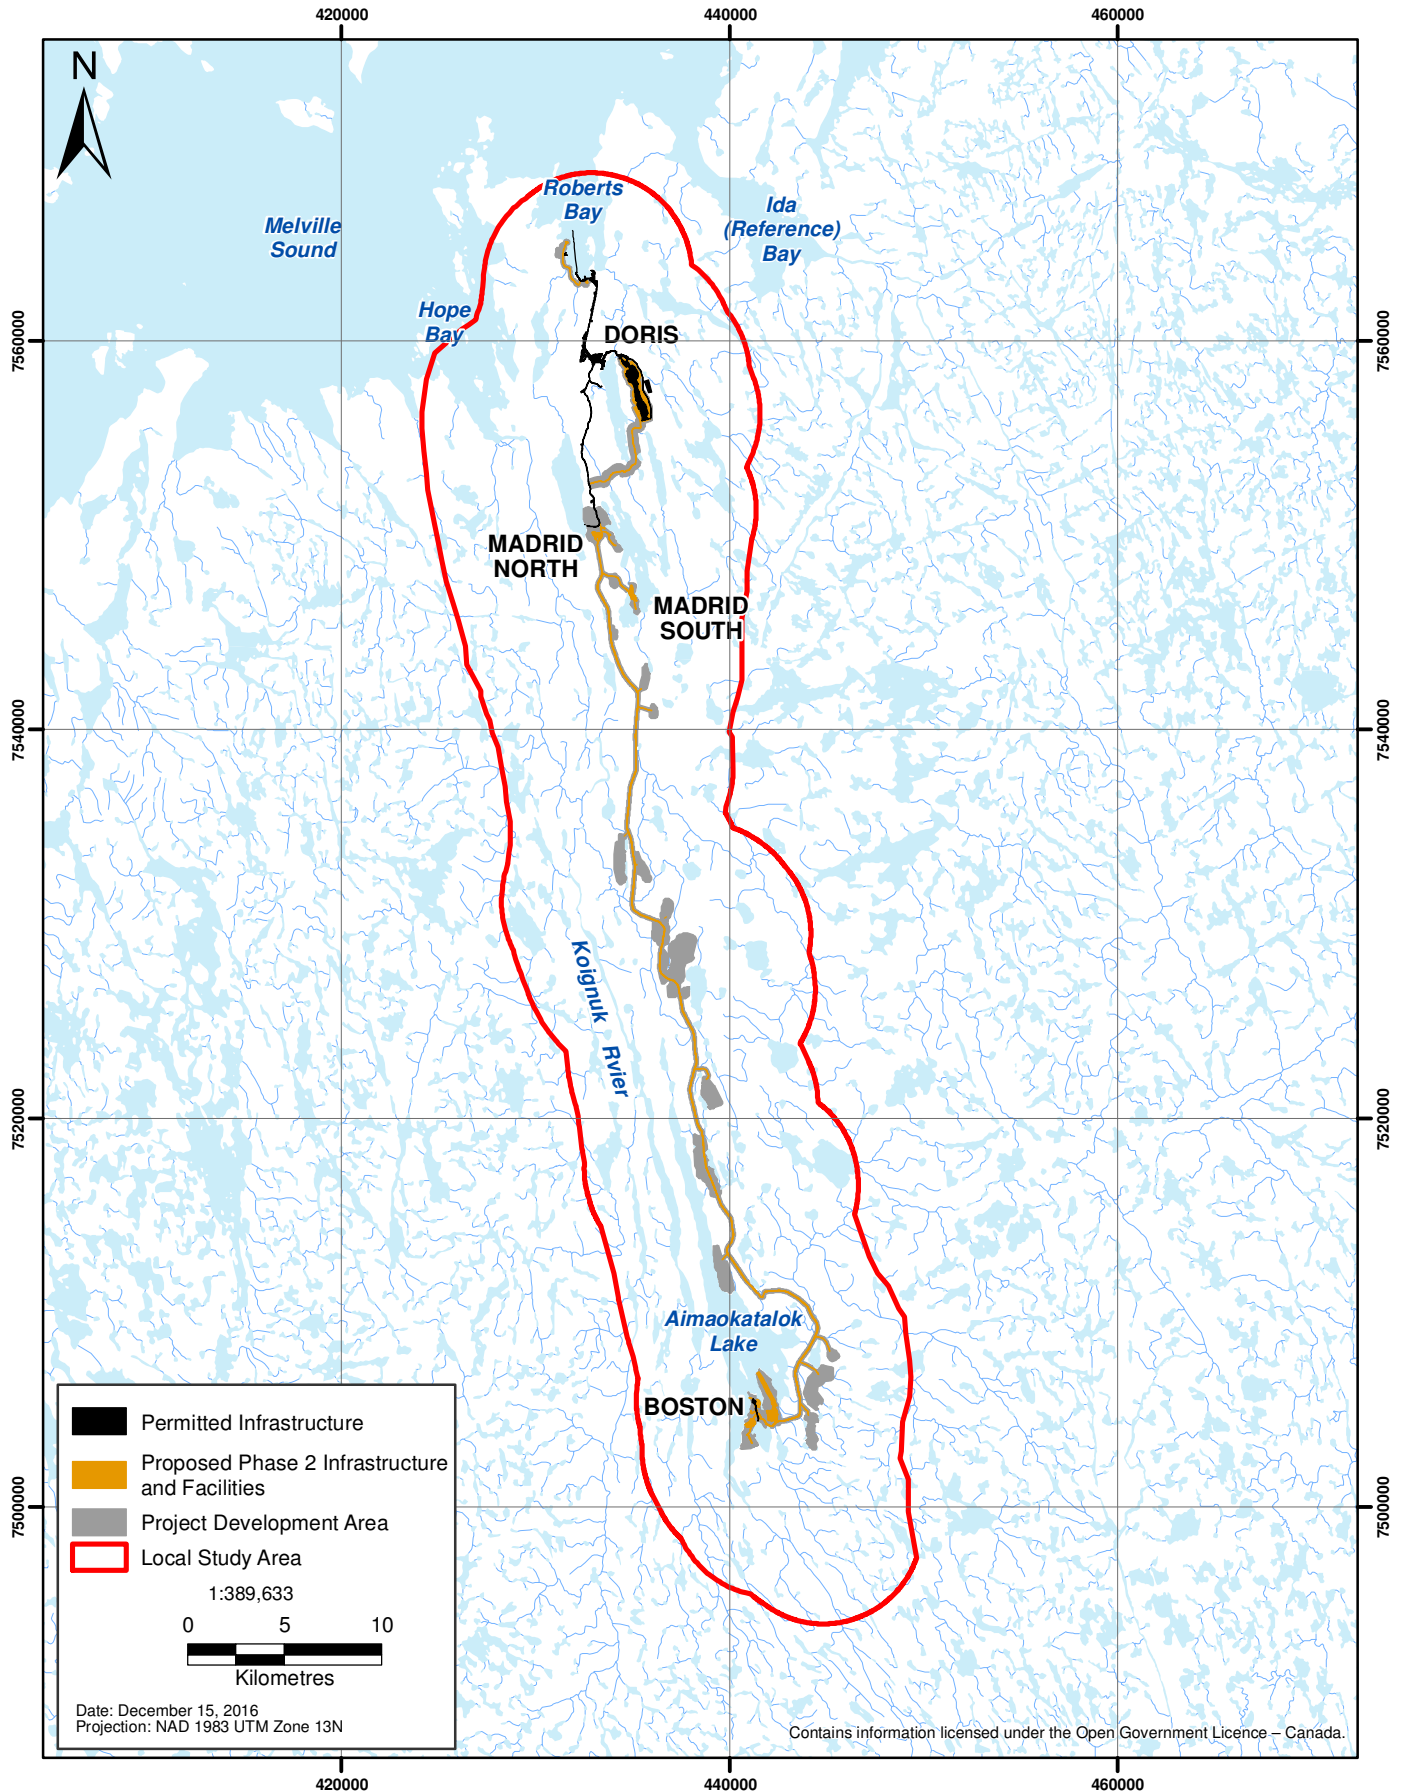 420000
440000
460000
N
Roberts
Bay
Ida
(Reference)
Bay
Melville
Sound
Hope
Bay
DORIS
7560000
7560000
MADRID
NORTH
MADRID
SOUTH
7540000
7540000
Koignuk Rvier
7520000
7520000
Aimaokatalok
Lake
BOSTON
7500000
7500000
Permitted Infrastructure
Proposed Phase 2 Infrastructure
and Facilities
Project Development Area
Local Study Area
1:389,633
0 5 10
Kilometres
Date: December 15, 2016
Projection: NAD 1983 UTM Zone 13N
Contains information licensed under the Open Government Licence – Canada.
420000
440000
460000